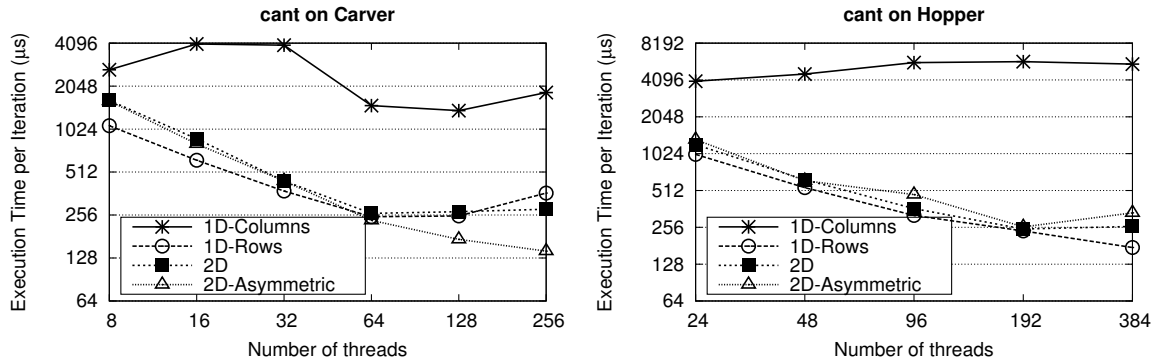 cant on Carver
Execution Time per Iteration (µs)
4096
2048
1024
512
256
128
64
1D-Columns
1D-Rows
2D
2D-Asymmetric
8 16 32 64 128 256
Number of threads
cant on Hopper
Execution Time per Iteration (µs)
8192
4096
2048
1024
512
256
128
64
1D-Columns
1D-Rows
2D
2D-Asymmetric
24 48 96 192 384
Number of threads